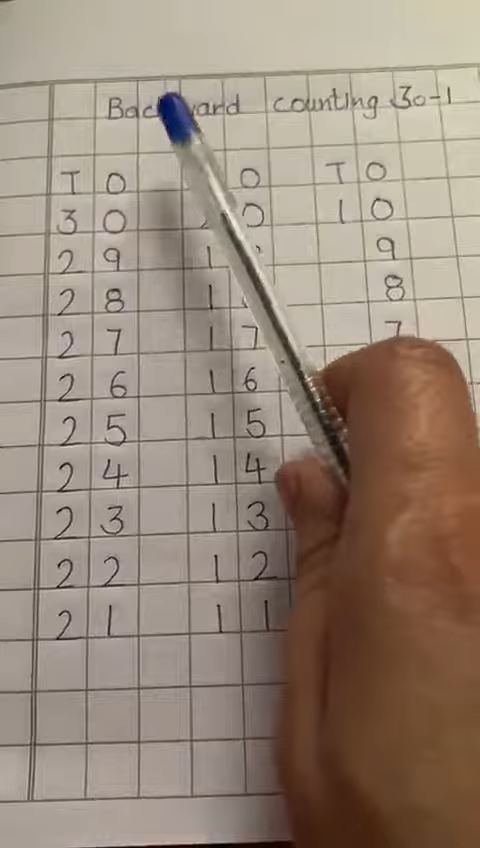 Backward counting 30-1
T O O T O
3 0 0 1 0
2 9 1 9
2 8 1 8
2 7 1 7 7
2 6 1 6
2 5 1 5
2 4 1 4
2 3 1 3
2 2 1 2
2 1 1 1